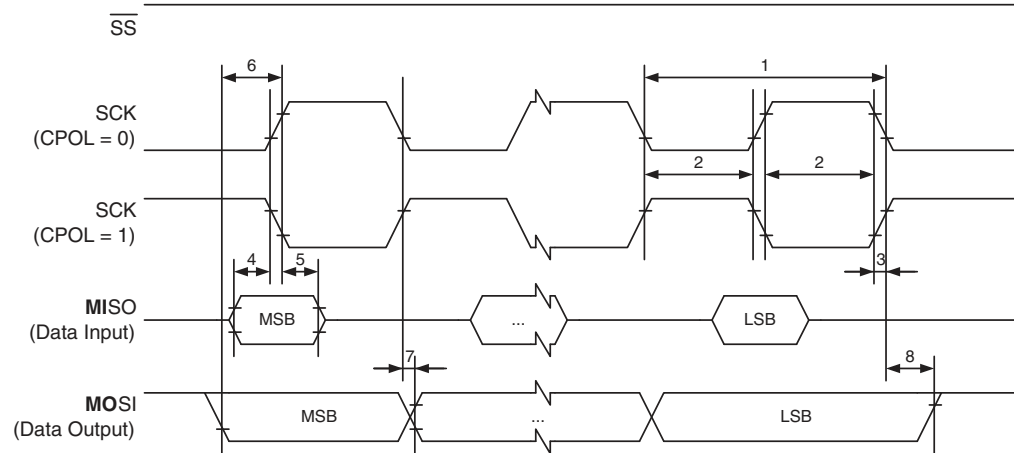 SS
6
1
SCK
(CPOL = 0)
2
2
SCK
(CPOL = 1)
4
5
3
MISO
(Data Input)
MSB
...
LSB
7
8
MOSI
(Data Output)
MSB
...
LSB